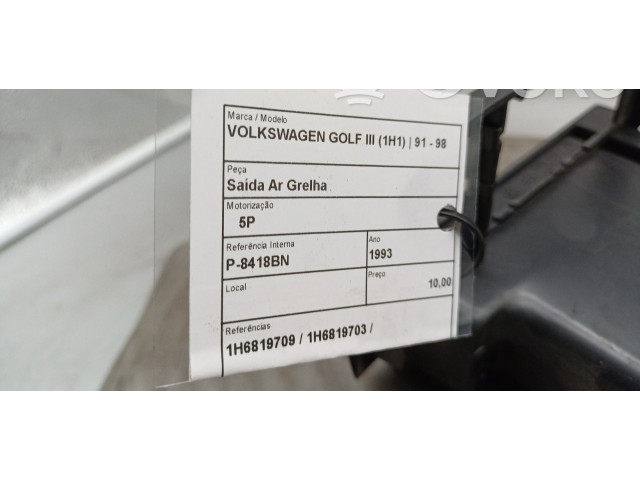 Marca / Modelo
VOLKSWAGEN GOLF III (1H1) | 91 - 98
Peça
Saída Ar Grelha
Motorização
5P
Referência Interna
P-8418BN
Ano
1993
Local
Preço
10,00
Referências
1H6819709 / 1H6819703 /